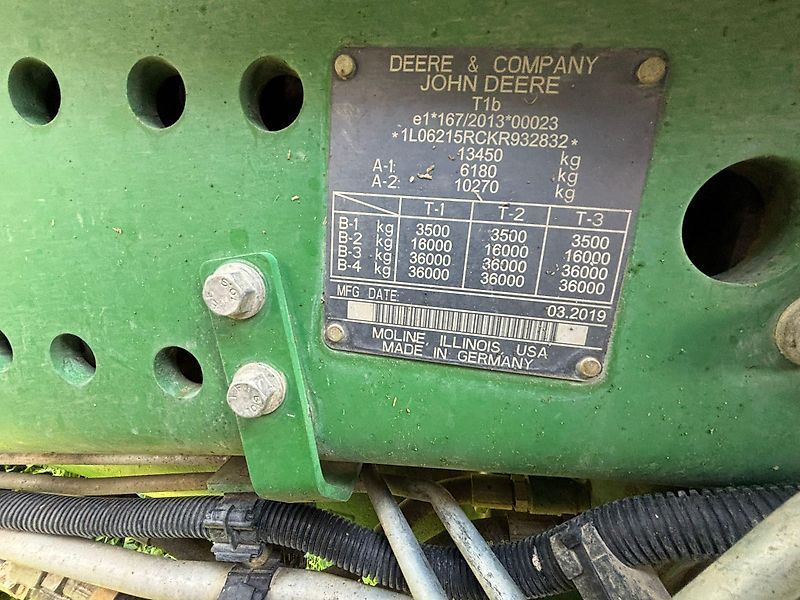 DEERE & COMPANY
JOHN DEERE
T1b
e1*167/2013*00023
*1L06215RCKR932832*
13450 kg
A-1: 6180 kg
A-2: 10270 kg
T-1 T-2 T-3
B-1 kg 3500 3500 3500
B-2 kg 16000 16000 16000
B-3 kg 36000 36000 36000
B-4 kg 36000 36000 36000
MFG DATE: 03.2019
MOLINE, ILLINOIS, USA
MADE IN GERMANY